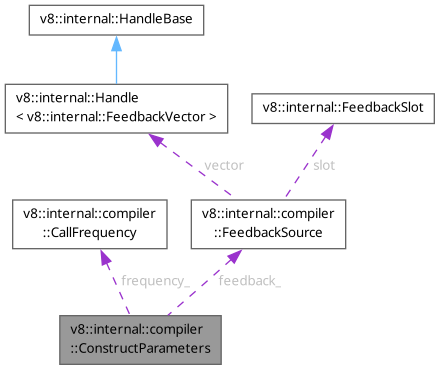 v8::internal::HandleBase
v8::internal::Handle
< v8::internal::FeedbackVector >
v8::internal::FeedbackSlot
vector
slot
v8::internal::compiler
::CallFrequency
v8::internal::compiler
::FeedbackSource
frequency_
feedback_
v8::internal::compiler
::ConstructParameters